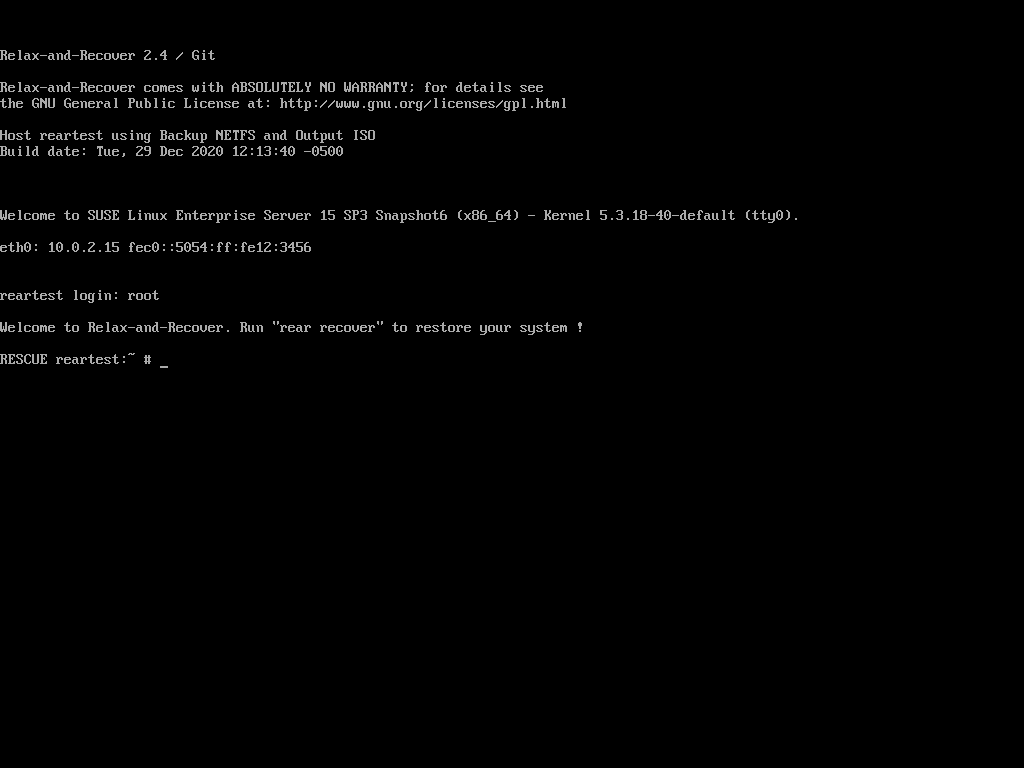 Relax-and-Recover 2.4 / Git
Relax-and-Recover comes with ABSOLUTELY NO WARRANTY; for details see
the GNU General Public License at: http://www.gnu.org/licenses/gpl.html
Host reartest using Backup NETFS and Output ISO
Build date: Tue, 29 Dec 2020 12:13:40 -0500
Welcome to SUSE Linux Enterprise Server 15 SP3 Snapshot6 (x86_64) - Kernel 5.3.18-40-default (tty0).
eth0: 10.0.2.15 fec0::5054:ff:fe12:3456
reartest login: root
Welcome to Relax-and-Recover. Run "rear recover" to restore your system !
RESCUE reartest:~ # _